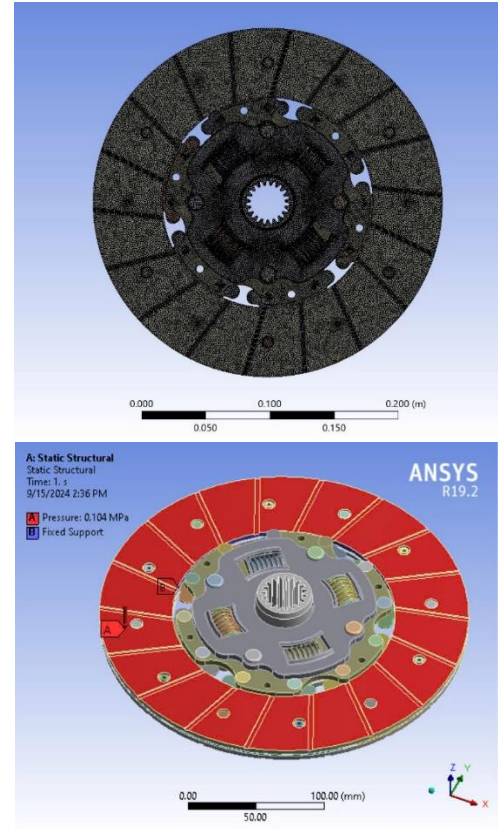 0.000 0.100 0.200 (m)
0.050 0.150
A: Static Structural
Static Structural
Time: 1. s
9/15/2024 2:36 PM
A Pressure: 0.104 MPa
B Fixed Support
ANSYS
R19.2
B
A
0.00 100.00 (mm)
50.00
Z
Y
X